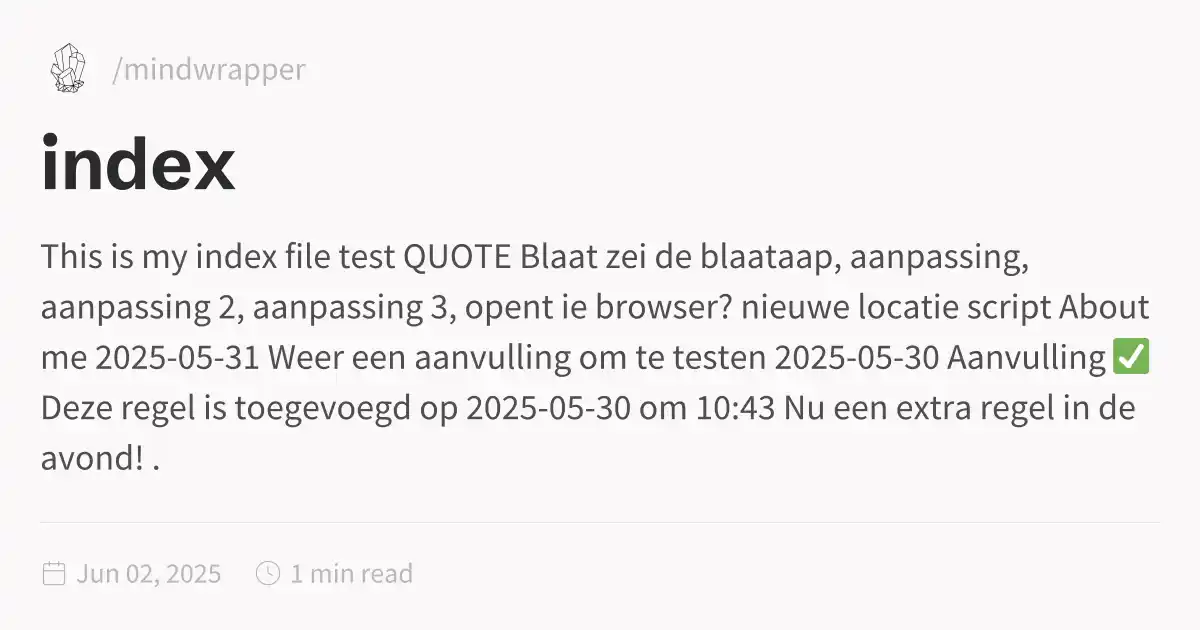 /mindwrapper
index
This is my index file test QUOTE Blaat zei de blaataap, aanpassing,
aanpassing 2, aanpassing 3, opent ie browser? nieuwe locatie script About
me 2025-05-31 Weer een aanvulling om te testen 2025-05-30 Aanvulling ✅
Deze regel is toegevoegd op 2025-05-30 om 10:43 Nu een extra regel in de
avond! .
Jun 02, 2025 1 min read